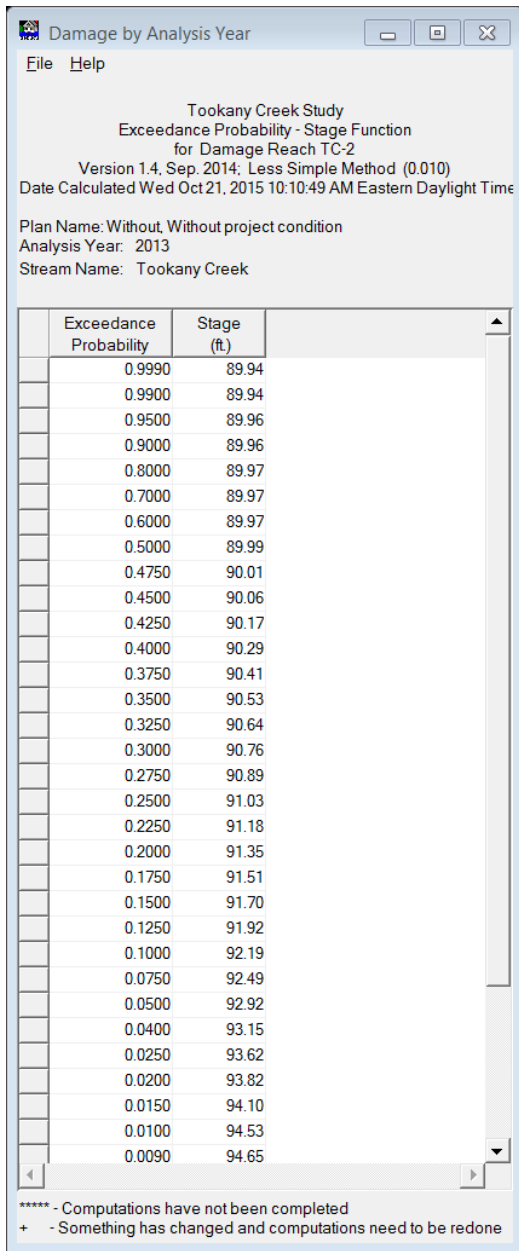 Damage by Analysis Year
File Help
Tookany Creek Study
Exceedance Probability - Stage Function
for Damage Reach TC-2
Version 1.4, Sep. 2014; Less Simple Method (0.010)
Date Calculated Wed Oct 21, 2015 10:10:49 AM Eastern Daylight Time
Plan Name: Without, Without project condition
Analysis Year: 2013
Stream Name: Tookany Creek
Exceedance Stage
Probability (ft.)
0.9990 89.94
0.9900 89.94
0.9500 89.96
0.9000 89.96
0.8000 89.97
0.7000 89.97
0.6000 89.97
0.5000 89.99
0.4750 90.01
0.4500 90.06
0.4250 90.17
0.4000 90.29
0.3750 90.41
0.3500 90.53
0.3250 90.64
0.3000 90.76
0.2750 90.89
0.2500 91.03
0.2250 91.18
0.2000 91.35
0.1750 91.51
0.1500 91.70
0.1250 91.92
0.1000 92.19
0.0750 92.49
0.0500 92.92
0.0400 93.15
0.0250 93.62
0.0200 93.82
0.0150 94.10
0.0100 94.53
0.0090 94.65
***** - Computations have not been completed
+ - Something has changed and computations need to be redone